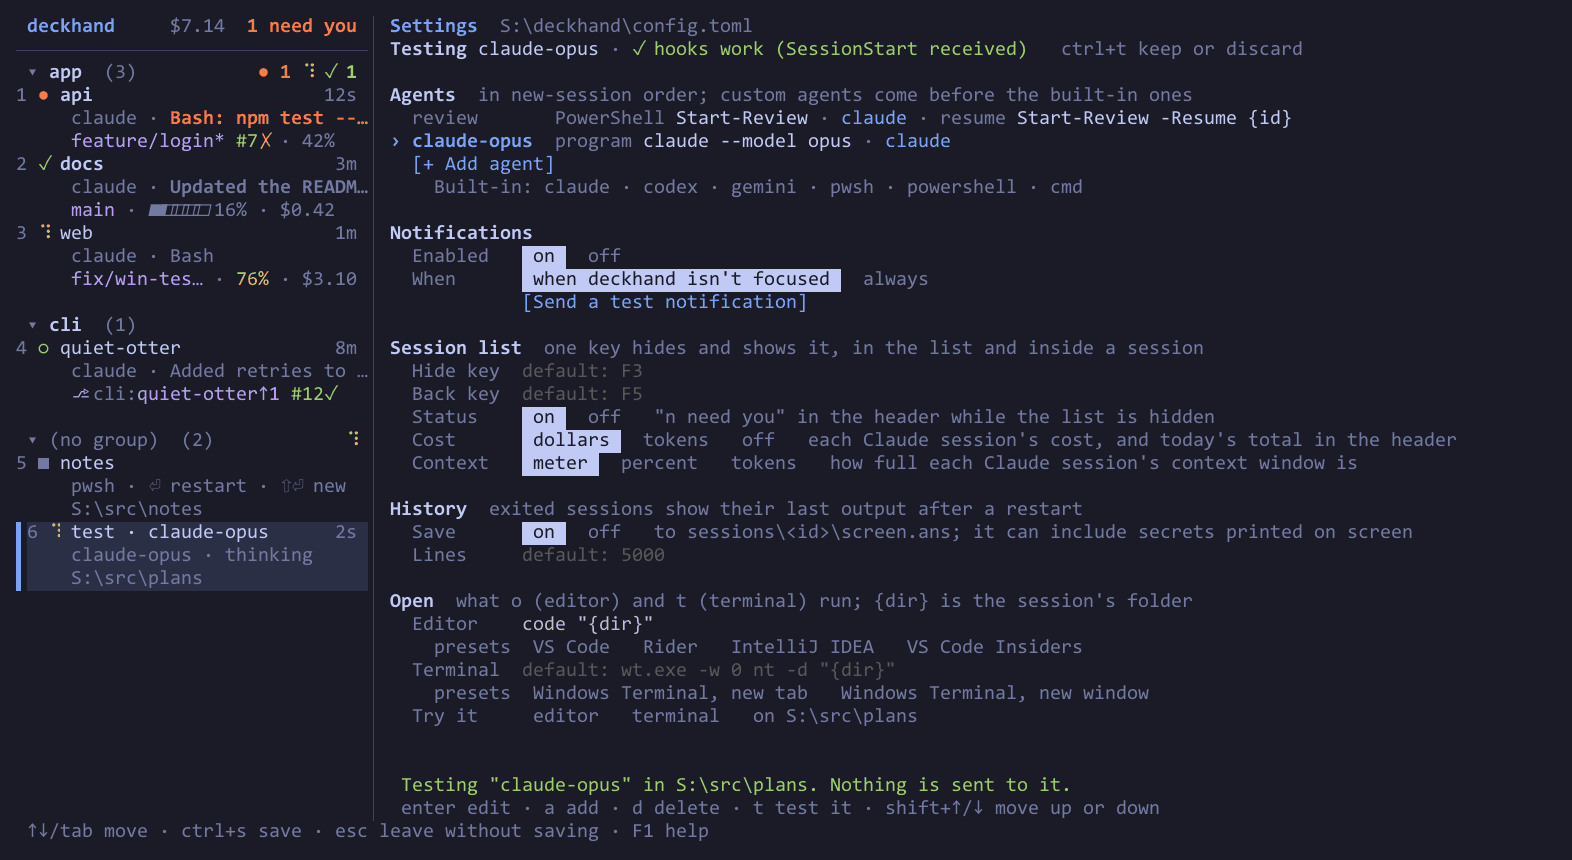 deckhand $7.14 1 need you
▾ app (3) ● 1 ⠹ ✓ 1
1 ● api 12s
claude · Bash: npm test --…
feature/login* #7✗ · 42%
2 ✓ docs 3m
claude · Updated the READM…
main · 16% · $0.42
3 ⠹ web 1m
claude · Bash
fix/win-tes… · 76% · $3.10
▾ cli (1)
4 ○ quiet-otter 8m
claude · Added retries to …
⎇ cli:quiet-otter↑1 #12✓
▾ (no group) (2) ⠹
5 ■ notes
pwsh · ⏎ restart · ⇧⏎ new
S:\src\notes
6 ⠹ test · claude-opus 2s
claude-opus · thinking
S:\src\plans
Settings S:\deckhand\config.toml
Testing claude-opus · ✓ hooks work (SessionStart received) ctrl+t keep or discard
Agents in new-session order; custom agents come before the built-in ones
review PowerShell Start-Review · claude · resume Start-Review -Resume {id}
› claude-opus program claude --model opus · claude
[+ Add agent]
Built-in: claude · codex · gemini · pwsh · powershell · cmd
Notifications
Enabled on off
When when deckhand isn't focused always
[Send a test notification]
Session list one key hides and shows it, in the list and inside a session
Hide key default: F3
Back key default: F5
Status on off "n need you" in the header while the list is hidden
Cost dollars tokens off each Claude session's cost, and today's total in the header
Context meter percent tokens how full each Claude session's context window is
History exited sessions show their last output after a restart
Save on off to sessions\<id>\screen.ans; it can include secrets printed on screen
Lines default: 5000
Open what o (editor) and t (terminal) run; {dir} is the session's folder
Editor code "{dir}"
presets VS Code Rider IntelliJ IDEA VS Code Insiders
Terminal default: wt.exe -w 0 nt -d "{dir}"
presets Windows Terminal, new tab Windows Terminal, new window
Try it editor terminal on S:\src\plans
Testing "claude-opus" in S:\src\plans. Nothing is sent to it.
enter edit · a add · d delete · t test it · shift+↑/↓ move up or down
↑↓/tab move · ctrl+s save · esc leave without saving · F1 help